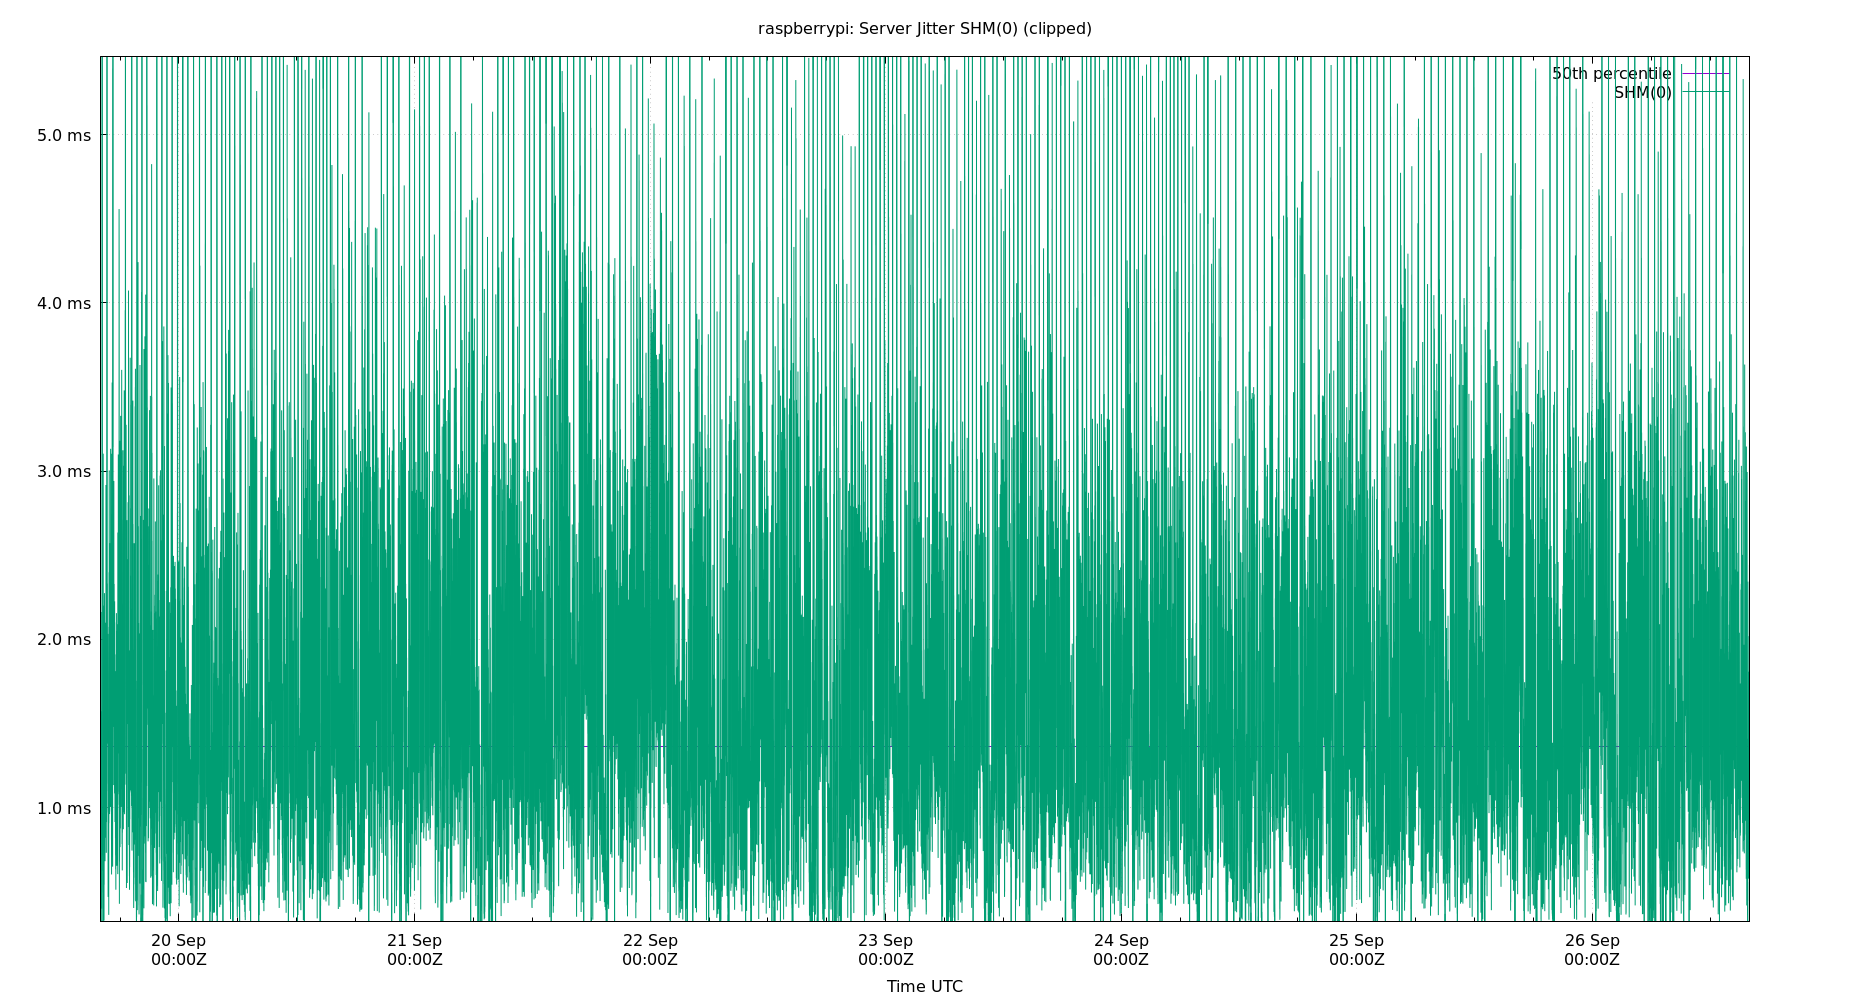 raspberrypi: Server Jitter SHM(0) (clipped)
50th percentile
SHM(0)
5.0 ms
4.0 ms
3.0 ms
2.0 ms
1.0 ms
20 Sep 21 Sep 22 Sep 23 Sep 24 Sep 25 Sep 26 Sep
00:00Z 00:00Z 00:00Z 00:00Z 00:00Z 00:00Z 00:00Z
Time UTC